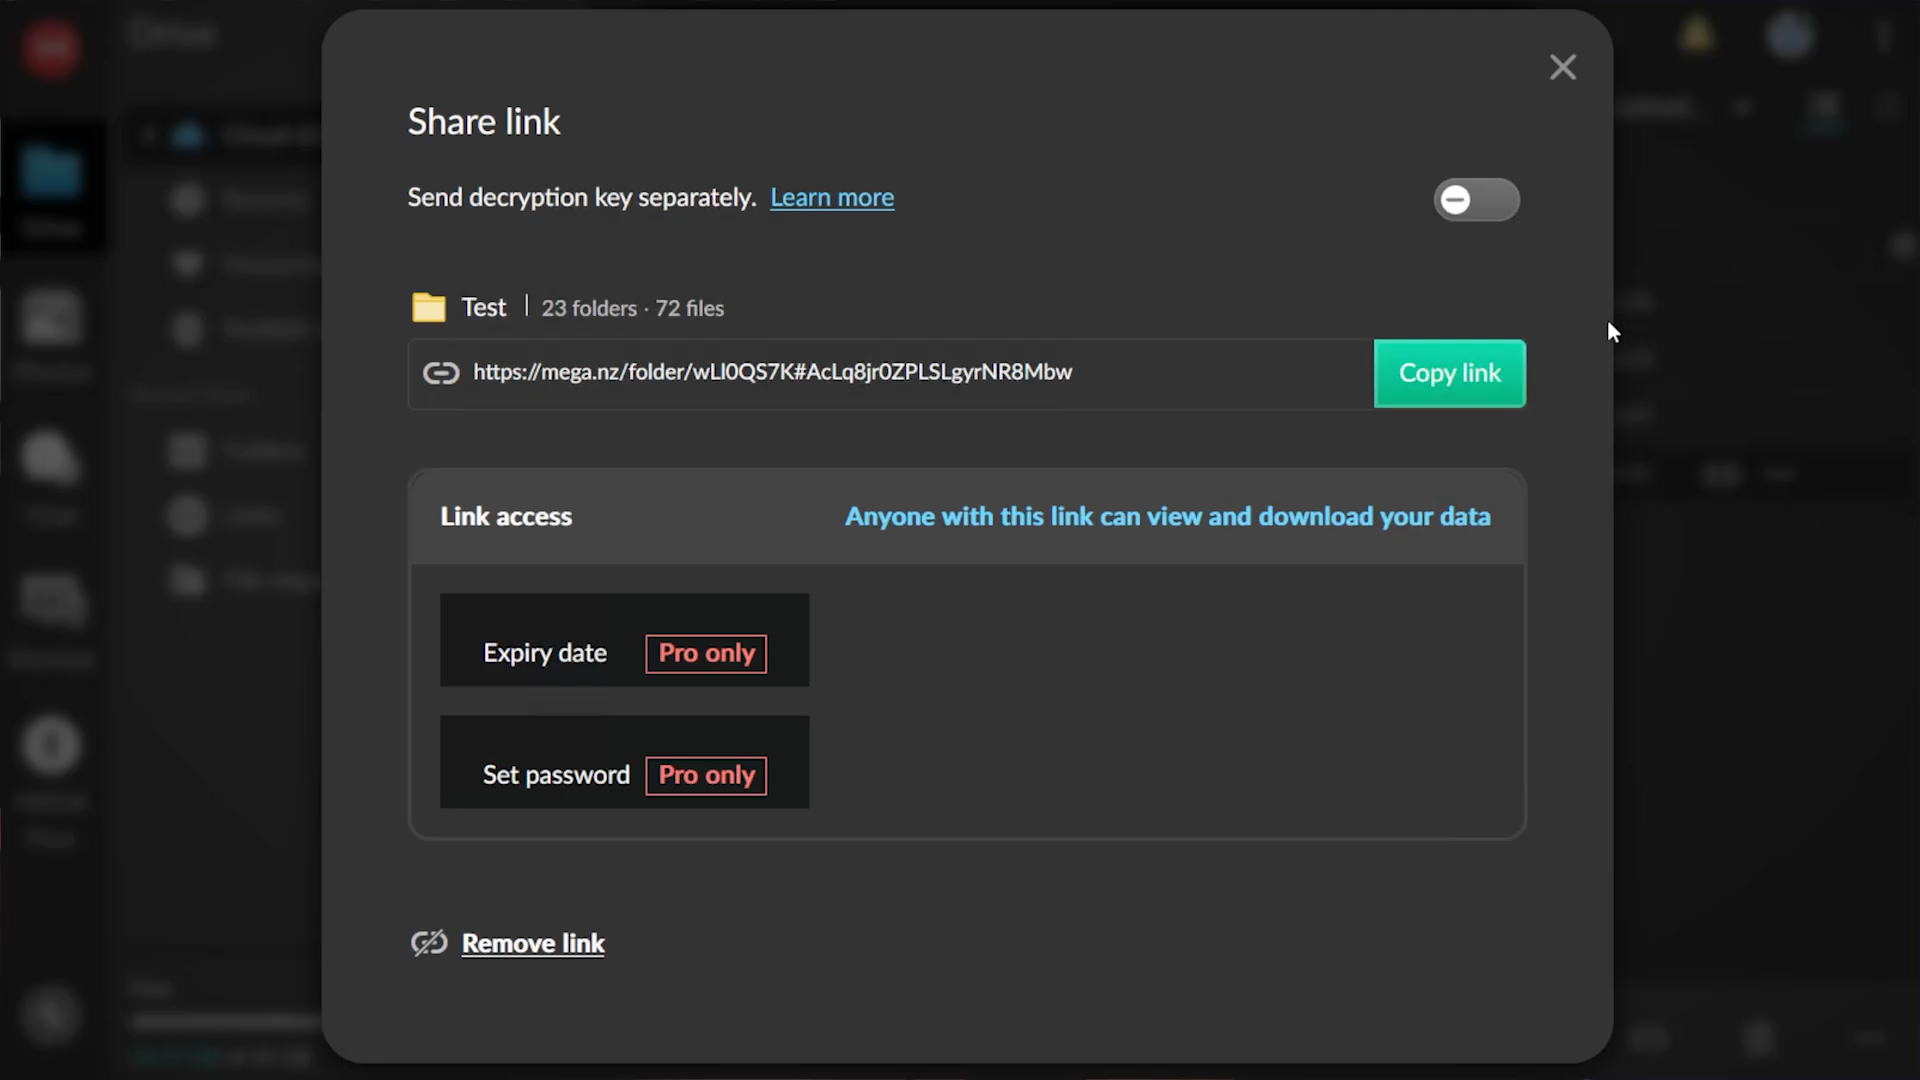 Drive
Share link
Send decryption key separately. Learn more
Test | 23 folders · 72 files
https://mega.nz/folder/wLl0QS7K#AcLq8jr0ZPLSLgyrNR8Mbw
Copy link
Link access
Anyone with this link can view and download your data
Expiry date Pro only
Set password Pro only
Remove link